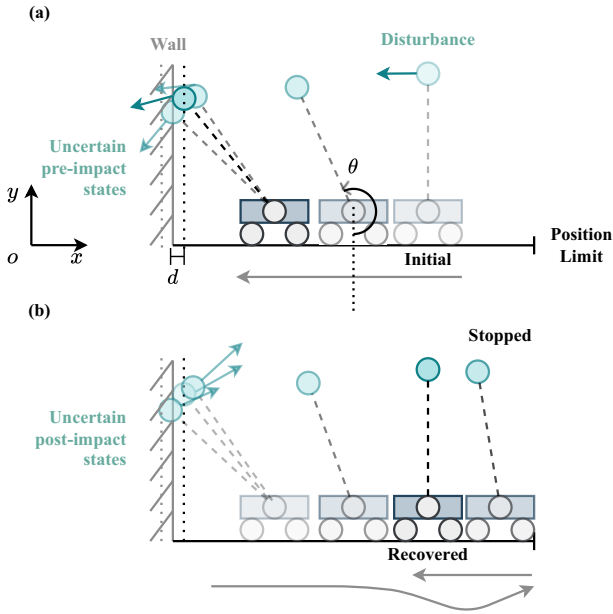 (a)
Wall
Disturbance
Uncertain
pre-impact
states
θ
y
x
o
d
Initial
Position
Limit
(b)
Stopped
Uncertain
post-impact
states
Recovered